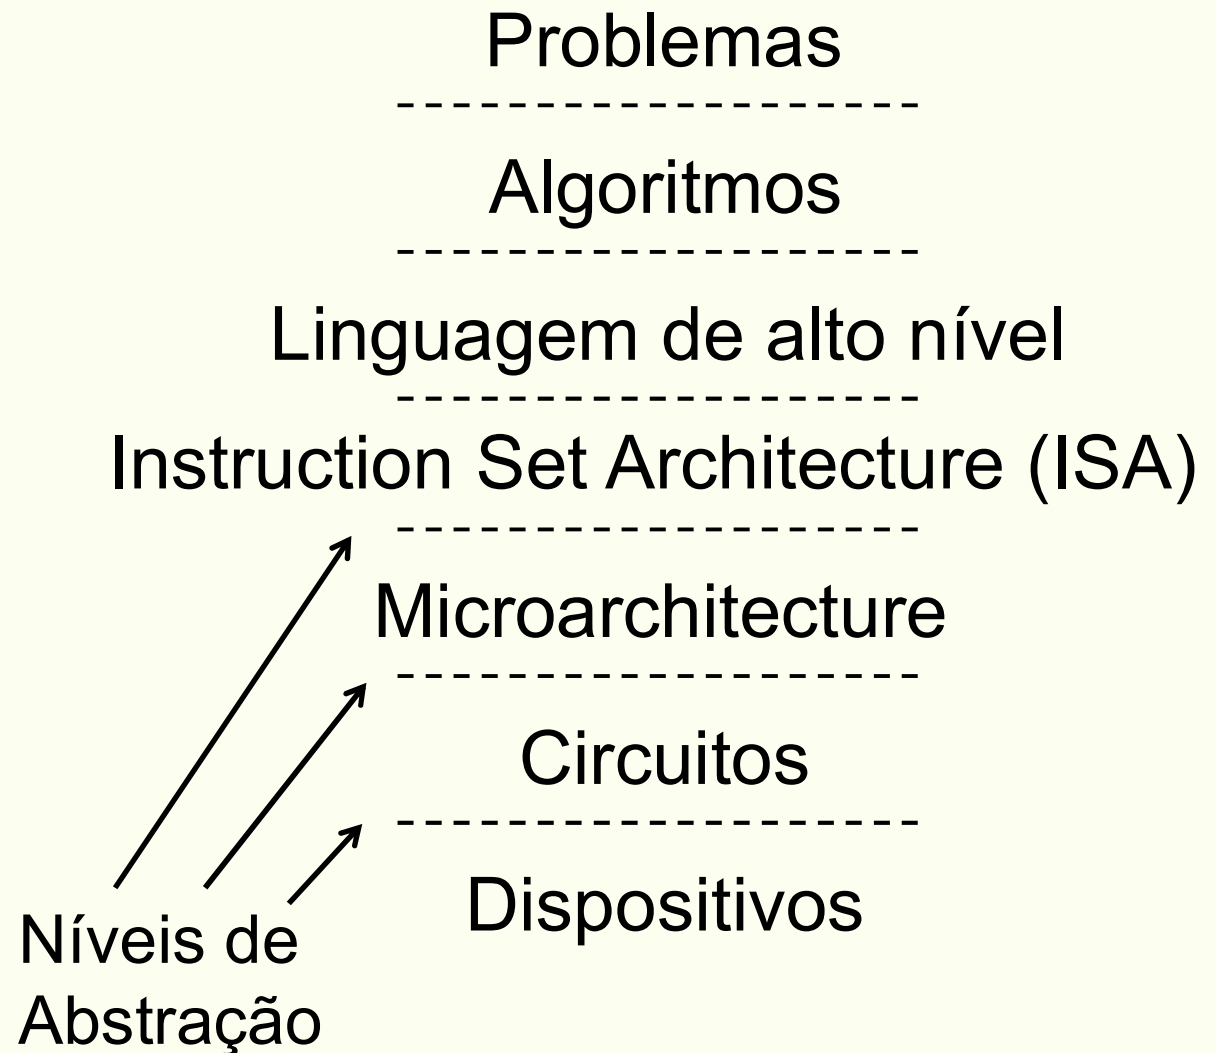 Problemas
-------------------
Algoritmos
-------------------
Linguagem de alto nível
-------------------
Instruction Set Architecture (ISA)
-------------------
Microarchitecture
-------------------
Circuitos
-------------------
Dispositivos
Níveis de
Abstração